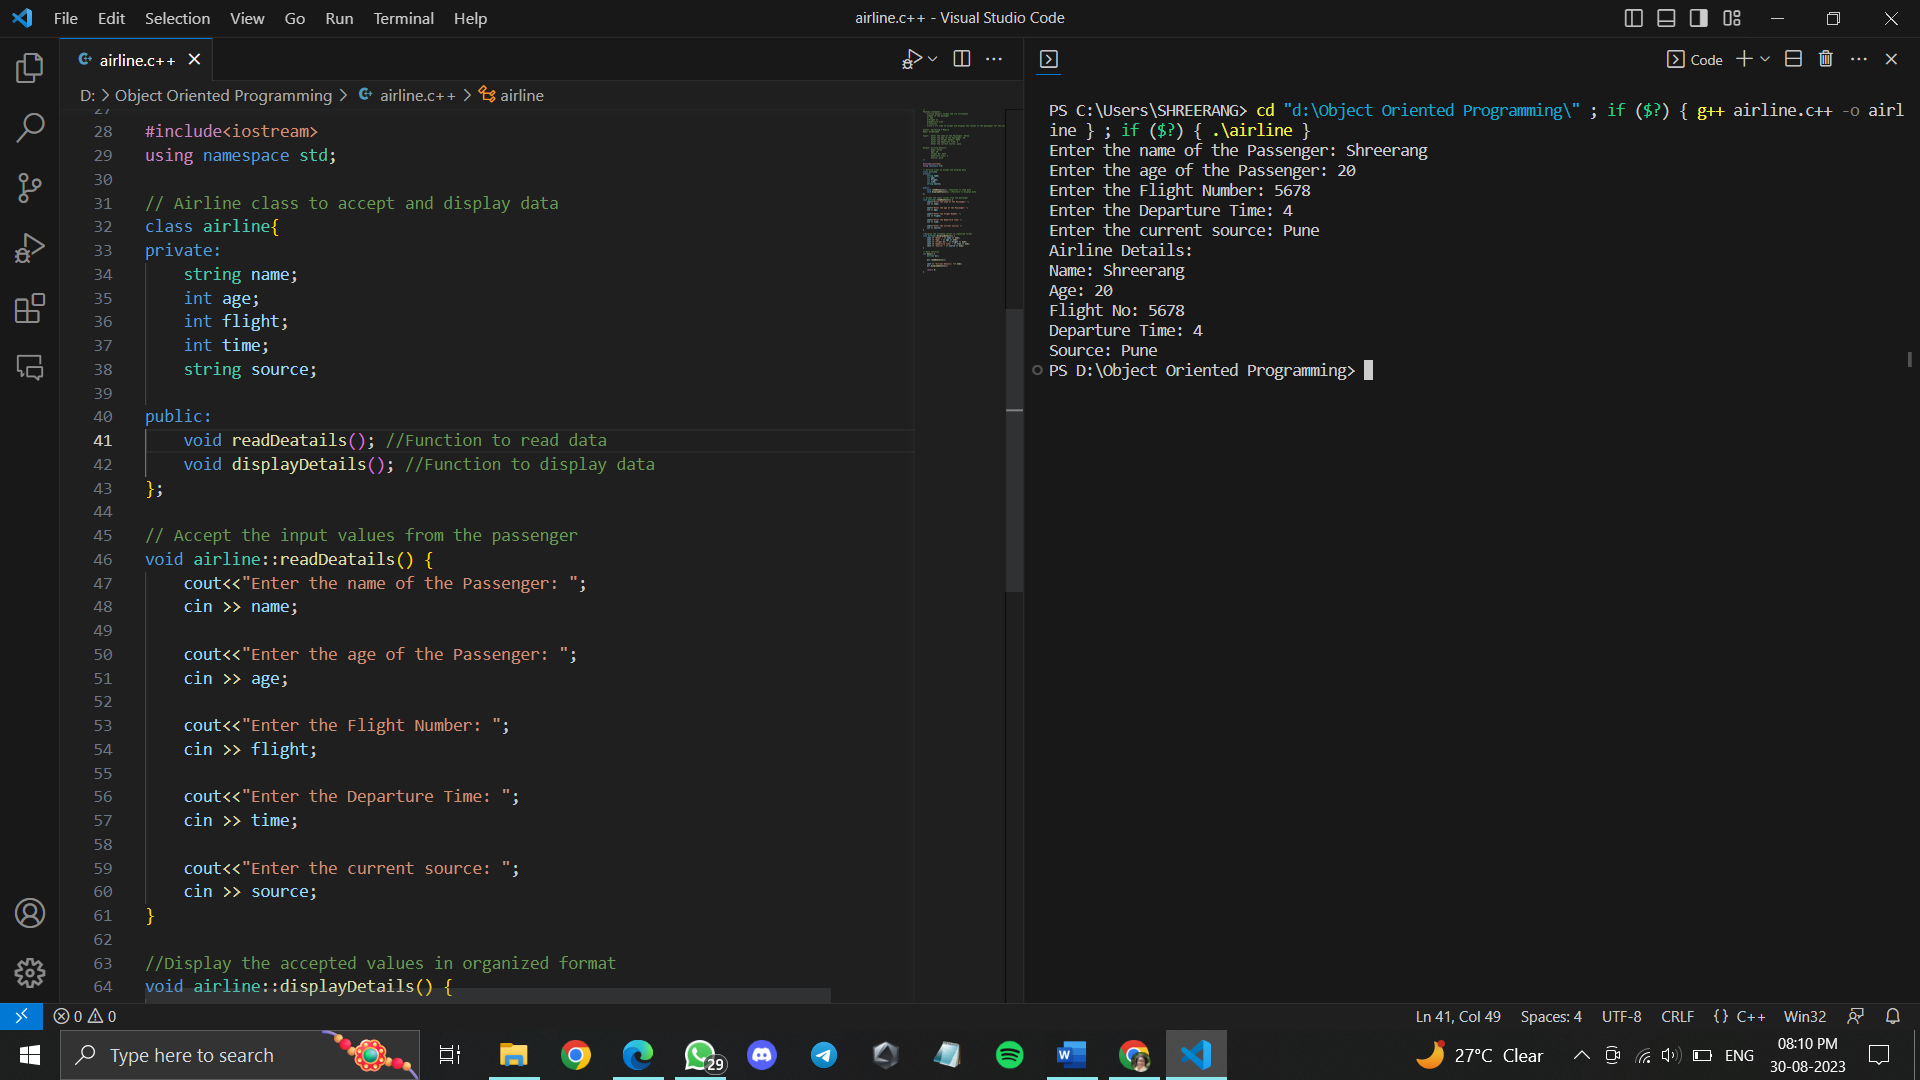 File Edit Selection View Go Run Terminal Help
airline.c++ - Visual Studio Code
airline.c++
D: > Object Oriented Programming > airline.c++ > airline
27
28 #include<iostream>
29 using namespace std;
30
31 // Airline class to accept and display data
32 class airline{
33 private:
34 string name;
35 int age;
36 int flight;
37 int time;
38 string source;
39
40 public:
41 void readDeatails(); //Function to read data
42 void displayDetails(); //Function to display data
43 };
44
45 // Accept the input values from the passenger
46 void airline::readDeatails() {
47 cout<<"Enter the name of the Passenger: ";
48 cin >> name;
49
50 cout<<"Enter the age of the Passenger: ";
51 cin >> age;
52
53 cout<<"Enter the Flight Number: ";
54 cin >> flight;
55
56 cout<<"Enter the Departure Time: ";
57 cin >> time;
58
59 cout<<"Enter the current source: ";
60 cin >> source;
61 }
62
63 //Display the accepted values in organized format
64 void airline::displayDetails() {
Code
PS C:\Users\SHREERANG> cd "d:\Object Oriented Programming\" ; if ($?) { g++ airline.c++ -o airl
ine } ; if ($?) { .\airline }
Enter the name of the Passenger: Shreerang
Enter the age of the Passenger: 20
Enter the Flight Number: 5678
Enter the Departure Time: 4
Enter the current source: Pune
Airline Details:
Name: Shreerang
Age: 20
Flight No: 5678
Departure Time: 4
Source: Pune
PS D:\Object Oriented Programming>
0 0
Ln 41, Col 49 Spaces: 4 UTF-8 CRLF {} C++ Win32
Type here to search
29
27°C Clear
ENG
08:10 PM
30-08-2023